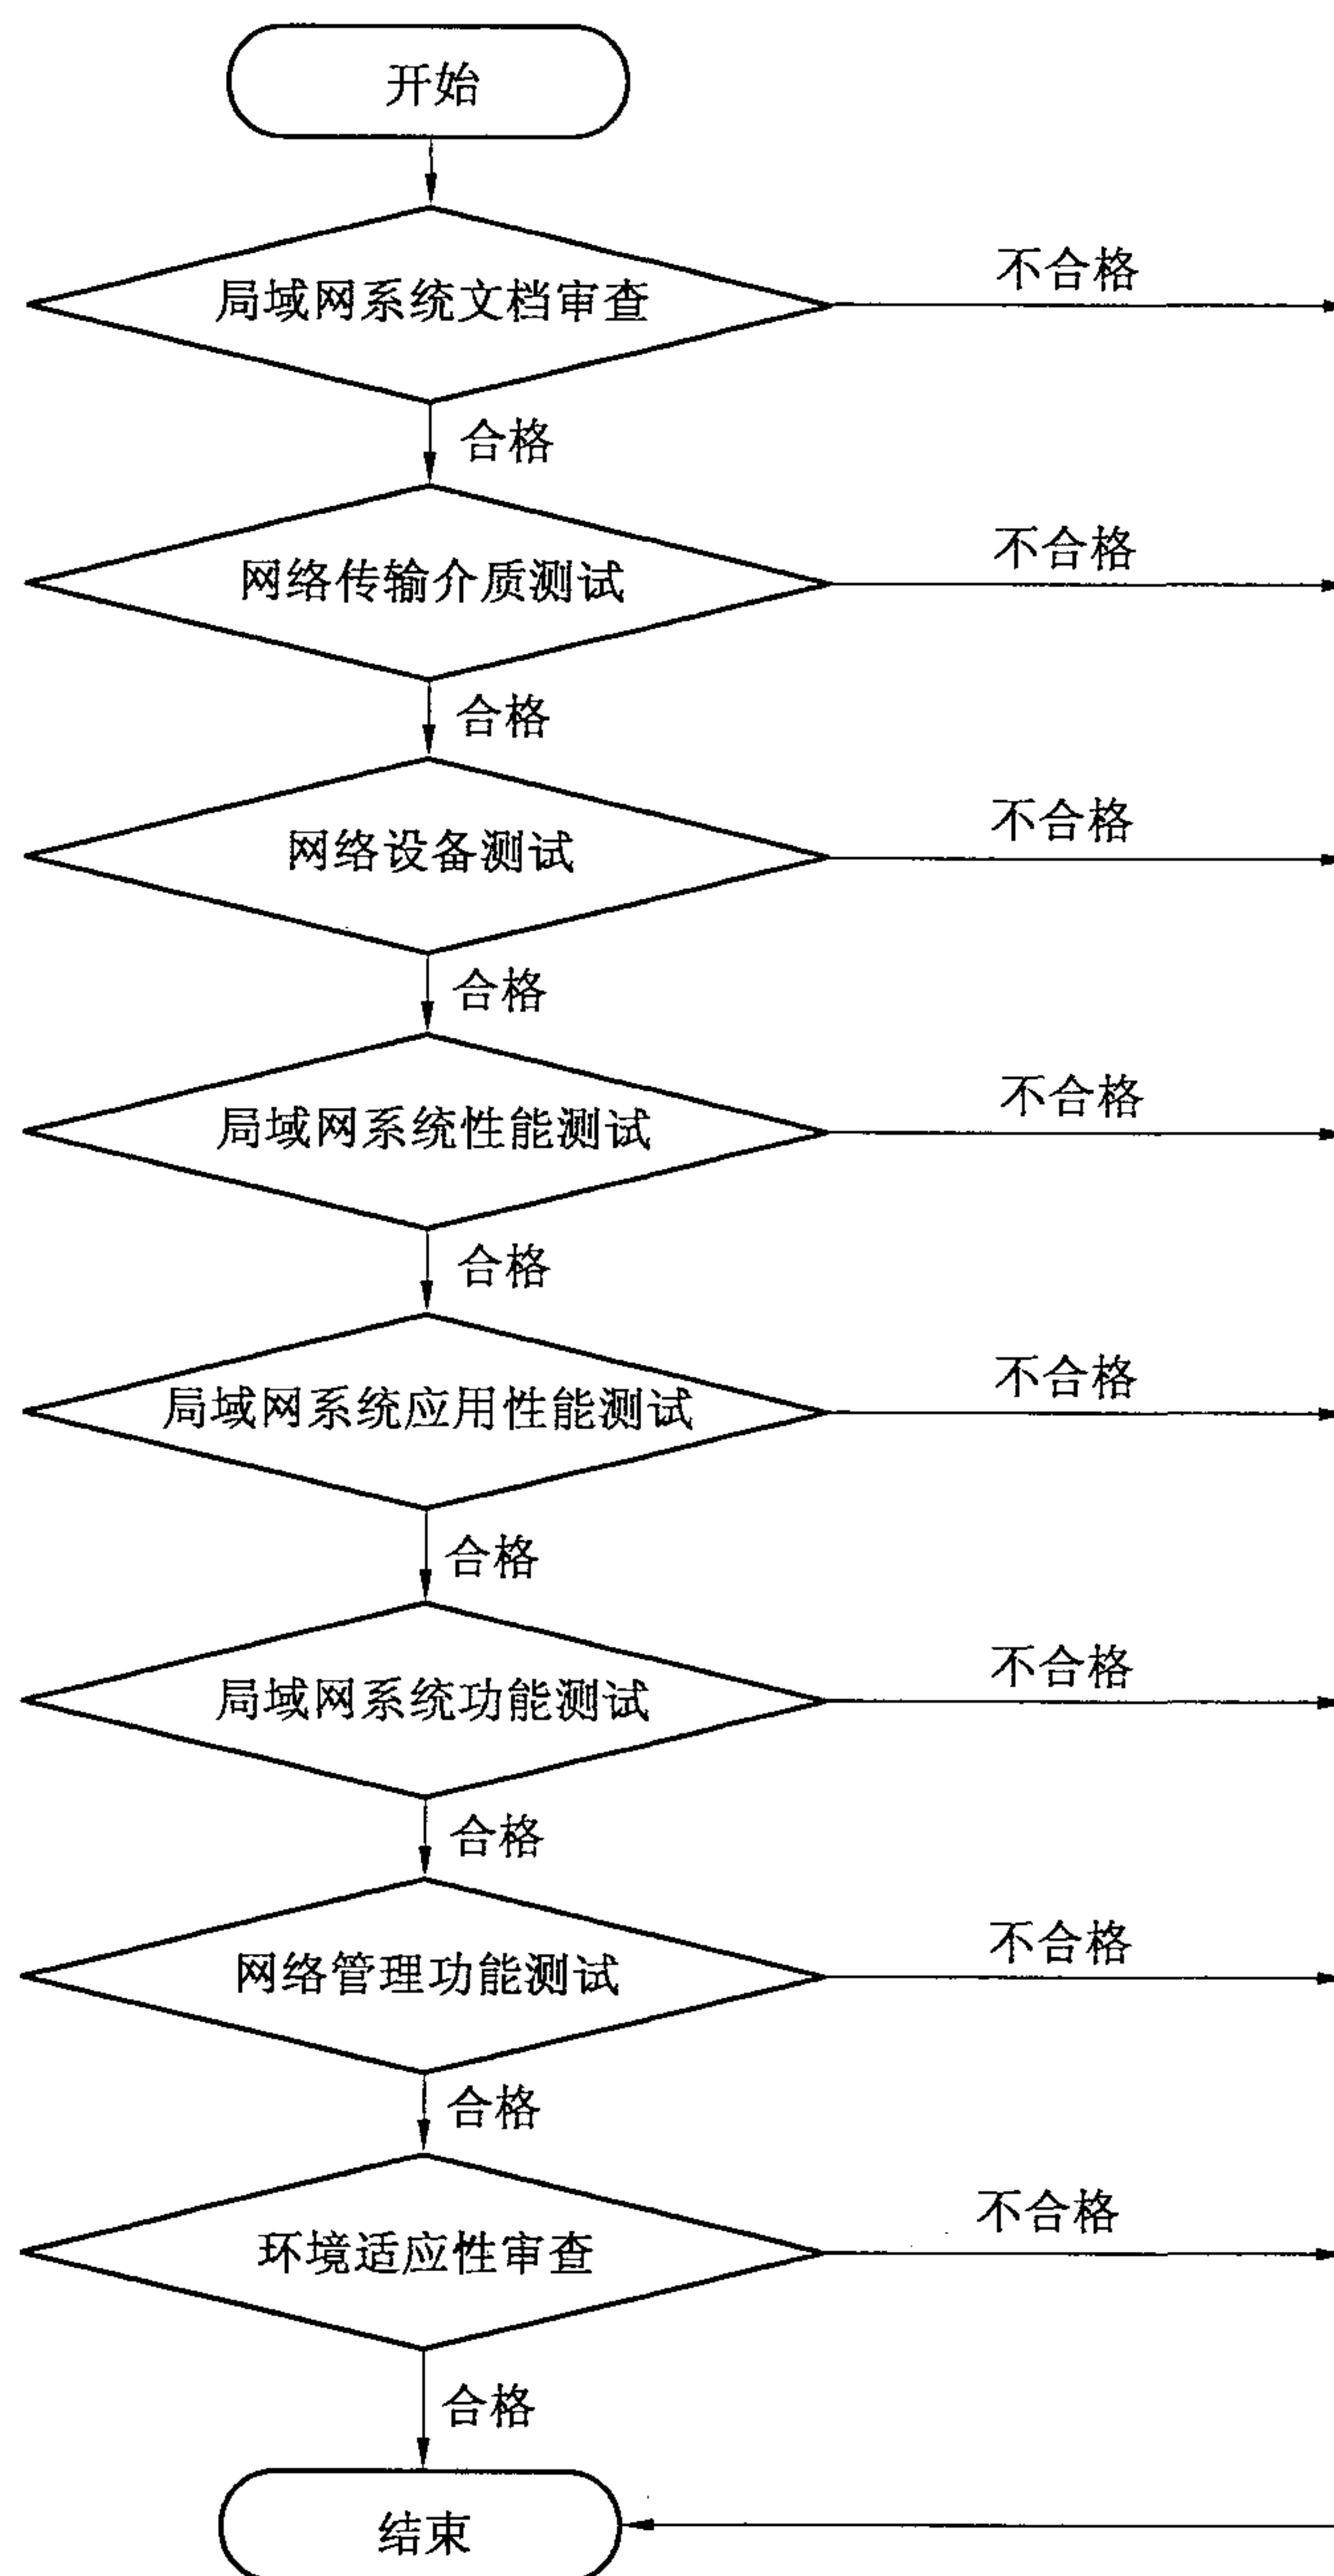 开始
局域网系统文档审查
不合格
合格
网络传输介质测试
不合格
合格
网络设备测试
不合格
合格
局域网系统性能测试
不合格
合格
局域网系统应用性能测试
不合格
合格
局域网系统功能测试
不合格
合格
网络管理功能测试
不合格
合格
环境适应性审查
不合格
合格
结束